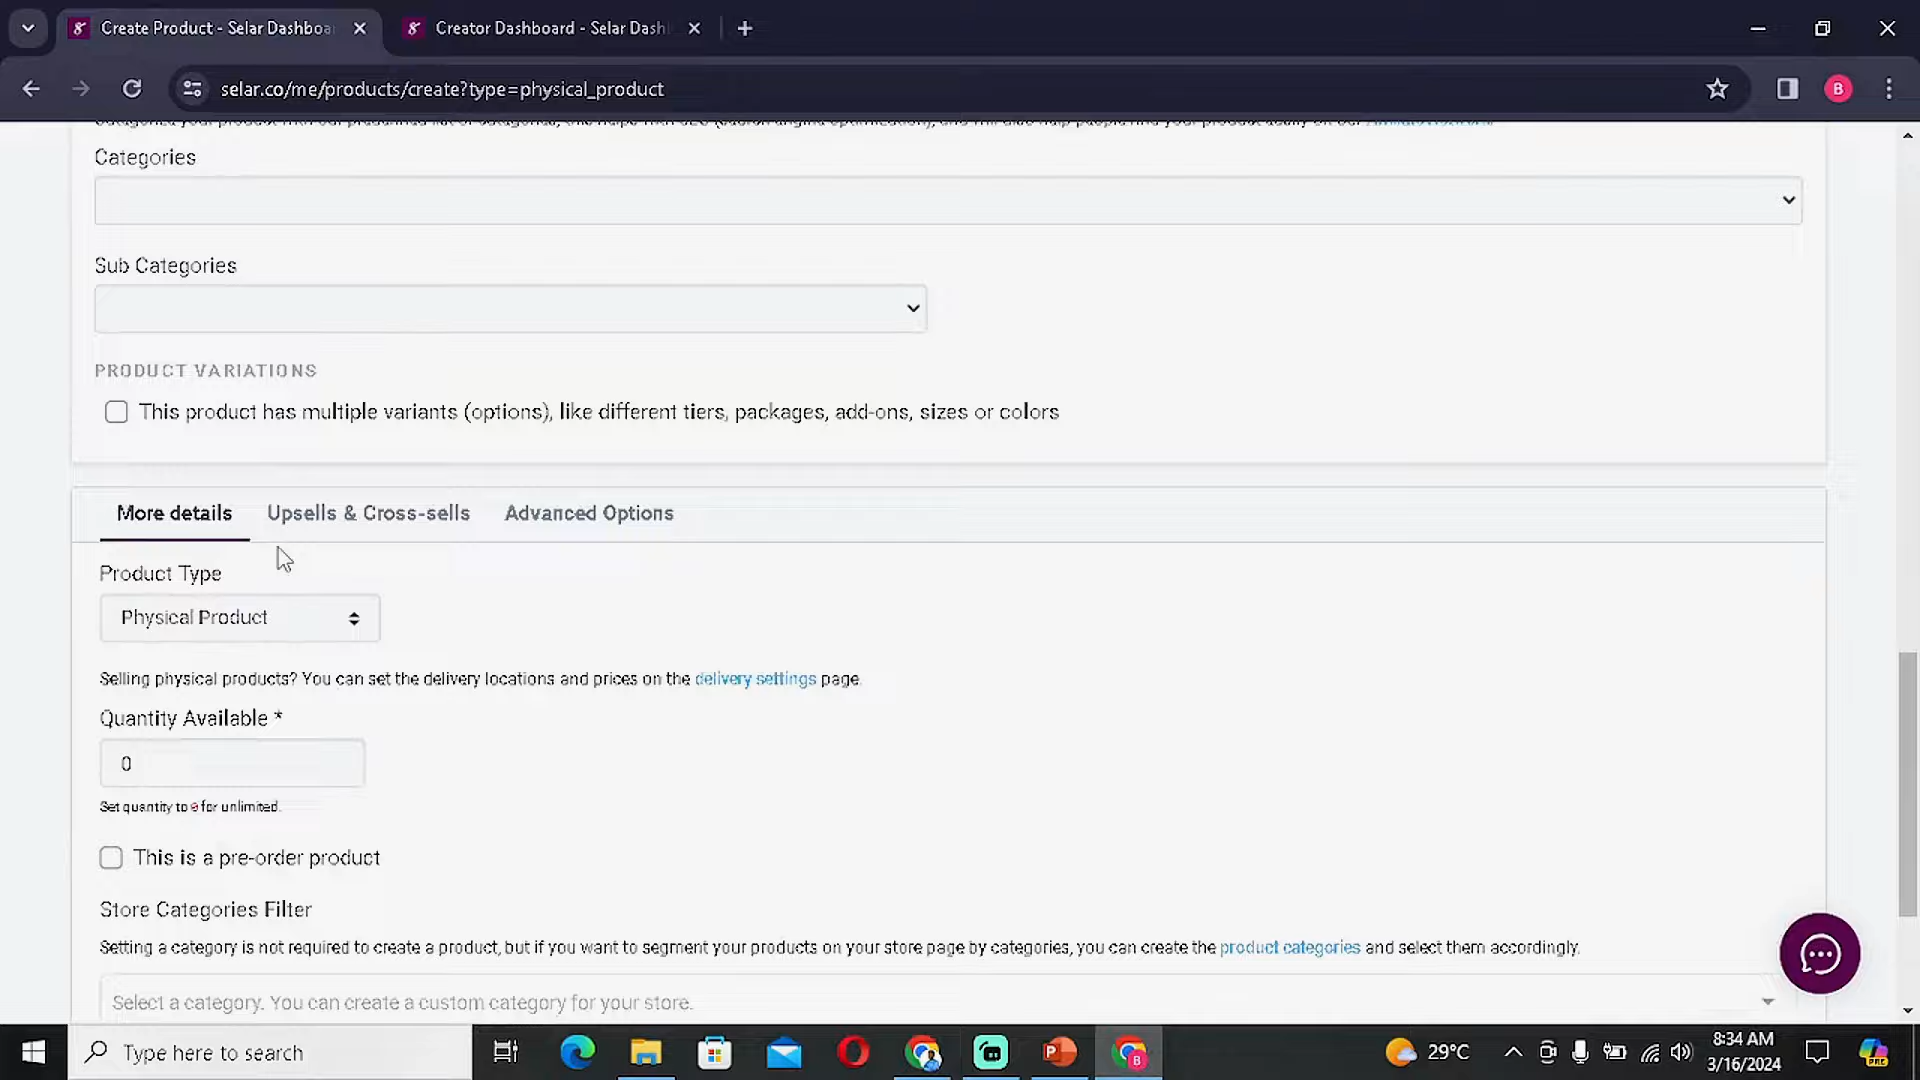 Create Product - Selar Dashboa
Creator Dashboard - Selar Dash
selar.co/me/products/create?type=physical_product
Categories
Sub Categories
PRODUCT VARIATIONS
This product has multiple variants (options), like different tiers, packages, add-ons, sizes or colors
More details
Upsells & Cross-sells
Advanced Options
Product Type
Physical Product
Selling physical products? You can set the delivery locations and prices on the delivery settings page.
Quantity Available *
0
Set quantity to 0 for unlimited.
This is a pre-order product
Store Categories Filter
Setting a category is not required to create a product, but if you want to segment your products on your store page by categories, you can create the product categories and select them accordingly.
Select a category. You can create a custom category for your store.
Type here to search
29°C
8:34 AM
3/16/2024